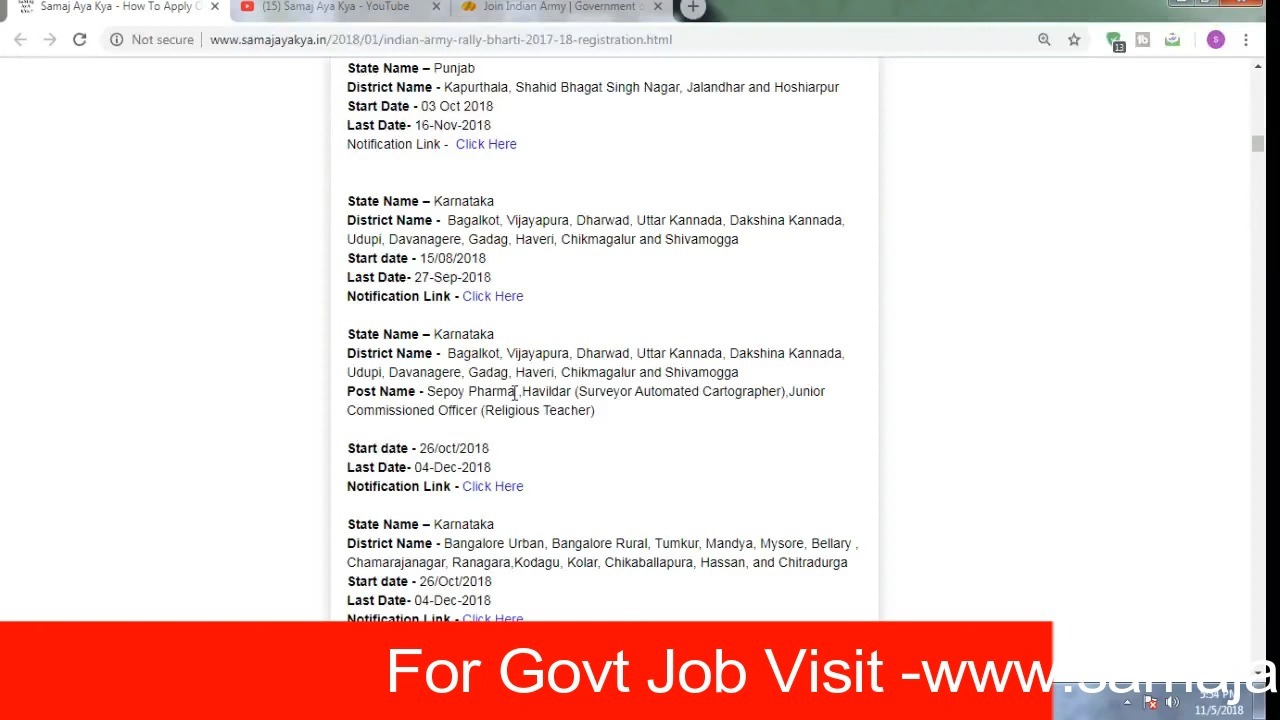 Samaj Aya Kya - How To Apply O
(15) Samaj Aya Kya - YouTube
Join Indian Army | Government o
Not secure
www.samajayakya.in/2018/01/indian-army-rally-bharti-2017-18-registration.html
13
S
State Name – Punjab
District Name - Kapurthala, Shahid Bhagat Singh Nagar, Jalandhar and Hoshiarpur
Start Date - 03 Oct 2018
Last Date- 16-Nov-2018
Notification Link - Click Here
State Name – Karnataka
District Name - Bagalkot, Vijayapura, Dharwad, Uttar Kannada, Dakshina Kannada,
Udupi, Davanagere, Gadag, Haveri, Chikmagalur and Shivamogga
Start date - 15/08/2018
Last Date- 27-Sep-2018
Notification Link - Click Here
State Name – Karnataka
District Name - Bagalkot, Vijayapura, Dharwad, Uttar Kannada, Dakshina Kannada,
Udupi, Davanagere, Gadag, Haveri, Chikmagalur and Shivamogga
Post Name - Sepoy Pharma ,Havildar (Surveyor Automated Cartographer),Junior
Commissioned Officer (Religious Teacher)
Start date - 26/oct/2018
Last Date- 04-Dec-2018
Notification Link - Click Here
State Name – Karnataka
District Name - Bangalore Urban, Bangalore Rural, Tumkur, Mandya, Mysore, Bellary ,
Chamarajanagar, Ranagara,Kodagu, Kolar, Chikaballapura, Hassan, and Chitradurga
Start date - 26/Oct/2018
Last Date- 04-Dec-2018
Notification Link - Click Here
For Govt Job Visit -www.samaja
5:54 PM
11/5/2018